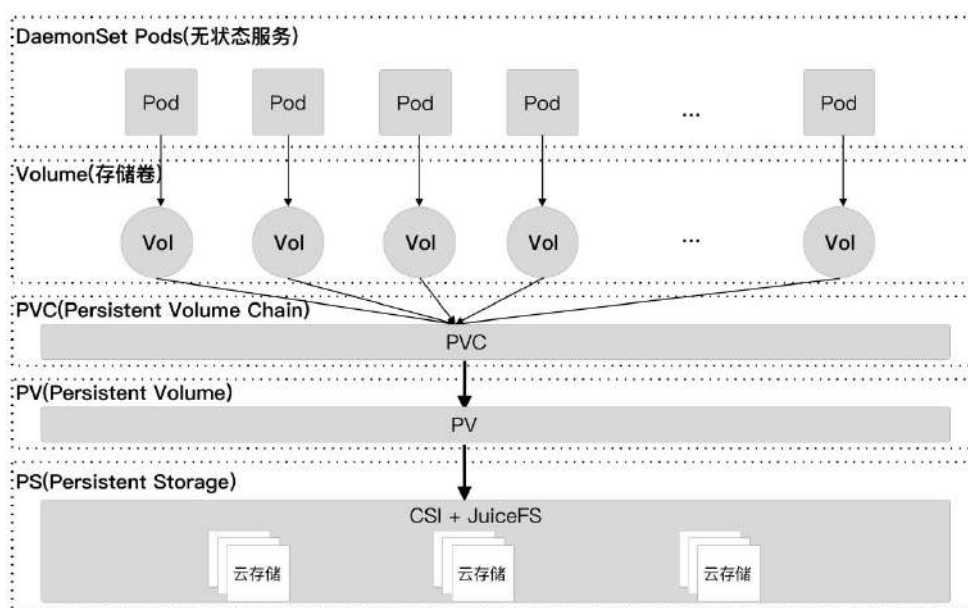 DaemonSet Pods(无状态服务)
Pod Pod Pod Pod ... Pod
Volume(存储卷)
Vol Vol Vol Vol ... Vol
PVC(Persistent Volume Chain)
PVC
PV(Persistent Volume)
PV
PS(Persistent Storage)
CSI + JuiceFS
云存储 云存储 云存储